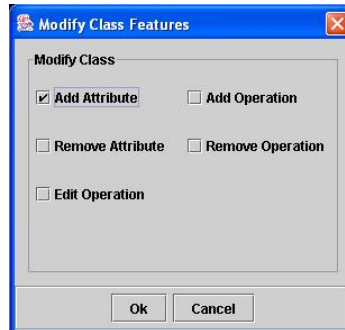 Modify Class Features
Modify Class
Add Attribute Add Operation
Remove Attribute Remove Operation
Edit Operation
Ok Cancel